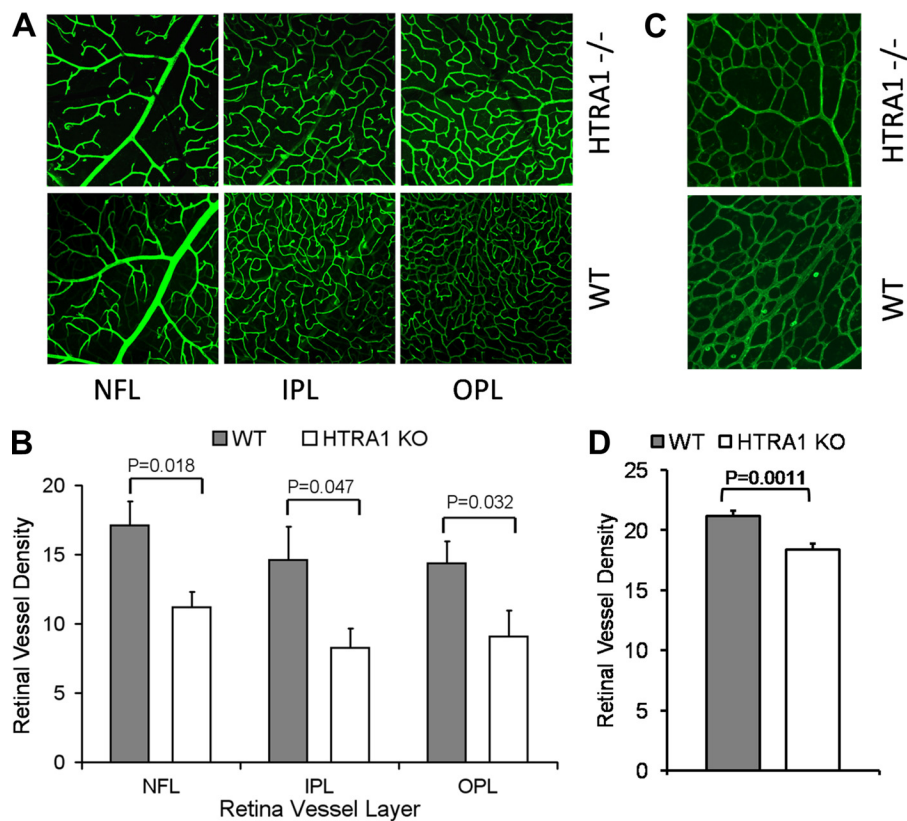 A
HTRA1 -/-
WT
NFL IPL OPL
C
HTRA1 -/-
WT
B
WT HTRA1 KO
P=0.018
P=0.047
P=0.032
Retinal Vessel Density
20
15
10
5
0
NFL IPL OPL
Retina Vessel Layer
D
WT HTRA1 KO
P=0.0011
Retinal Vessel Density
25
20
15
10
5
0